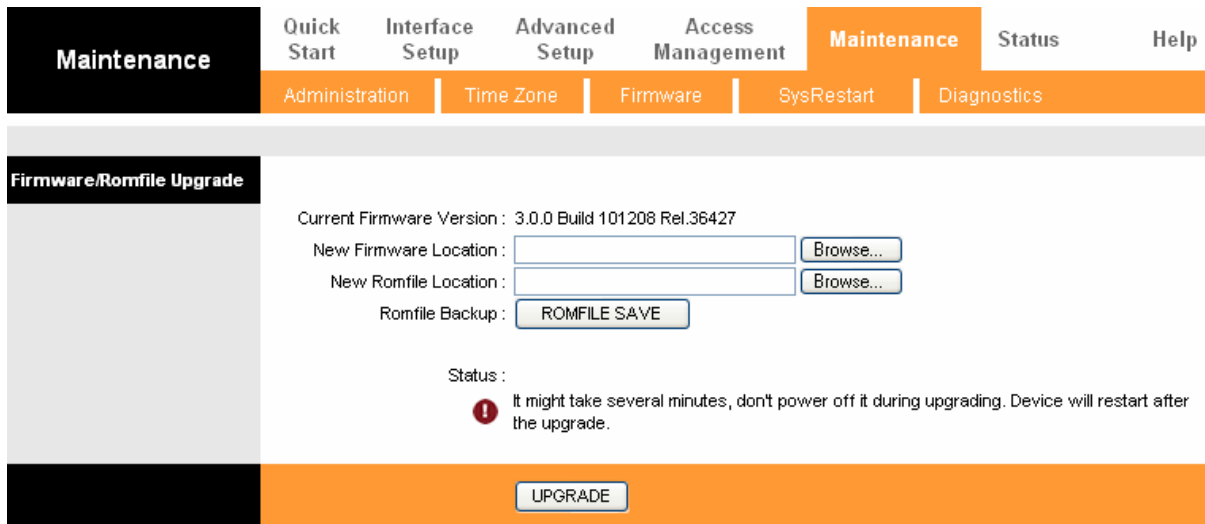 Maintenance
Quick Start
Interface Setup
Advanced Setup
Access Management
Maintenance
Status
Help
Administration
Time Zone
Firmware
SysRestart
Diagnostics
Firmware/Romfile Upgrade
Current Firmware Version : 3.0.0 Build 101208 Rel.36427
New Firmware Location : Browse...
New Romfile Location : Browse...
Romfile Backup : ROMFILE SAVE
Status :
It might take several minutes, don't power off it during upgrading. Device will restart after
the upgrade.
UPGRADE